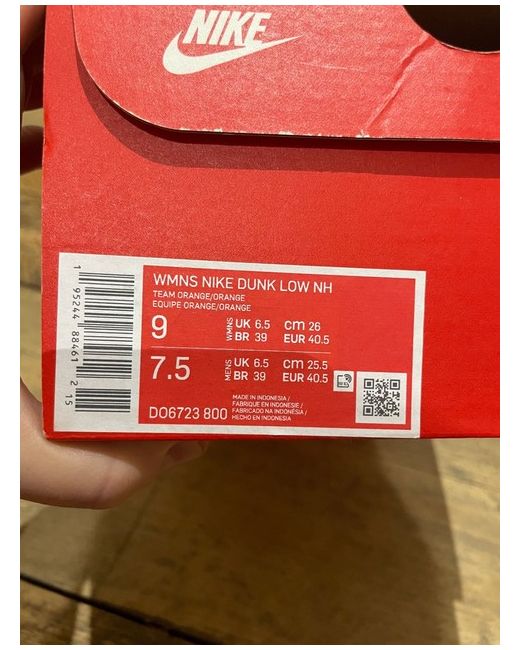 NIKE
WMNS NIKE DUNK LOW NH
TEAM ORANGE/ORANGE
EQUIPE ORANGE/ORANGE
9 WMNS UK 6.5 cm 26
BR 39 EUR 40.5
7.5 MENS UK 6.5 cm 25.5
BR 39 EUR 40.5
MADE IN INDONESIA /
FABRIQUE EN INDONESIE /
FABRICADO NA INDONÉSIA /
HECHO EN INDONESIA
DO6723 800
1 95244 88461 2 15